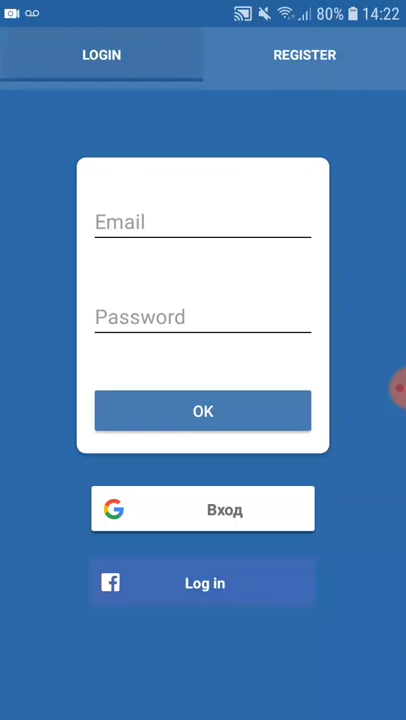 80% 14:22
LOGIN REGISTER
Email
Password
OK
Вход
Log in